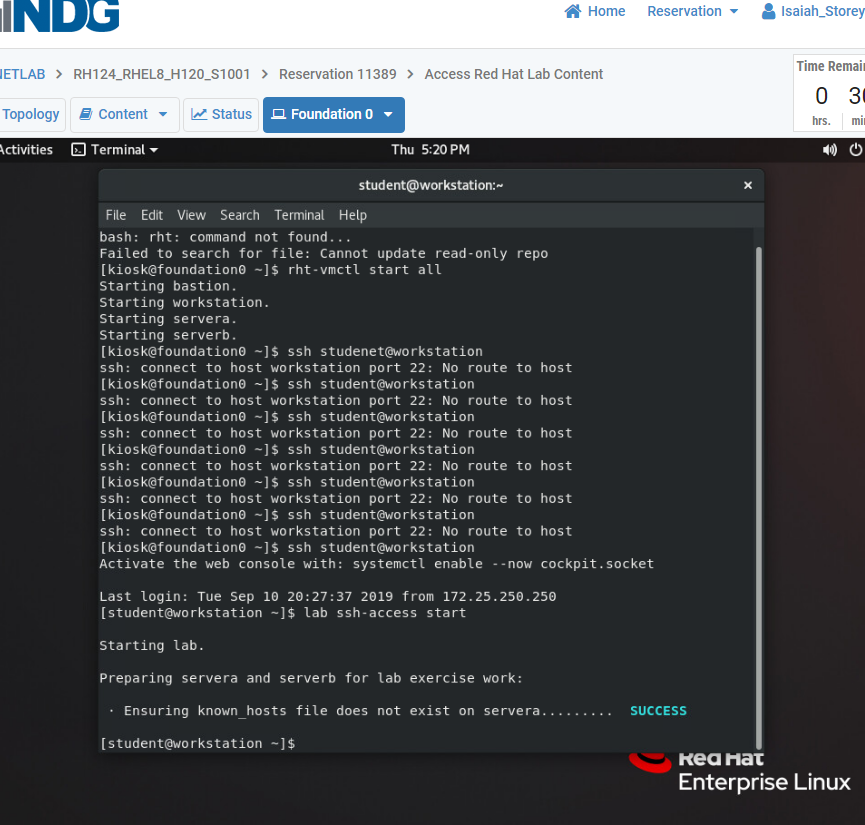 NDG
Home Reservation Isaiah_Storey
NETLAB > RH124_RHEL8_H120_S1001 > Reservation 11389 > Access Red Hat Lab Content
Time Remai
0 30
hrs. min
Topology Content Status Foundation 0
Activities Terminal Thu 5:20 PM
student@workstation:~ ×
File Edit View Search Terminal Help
bash: rht: command not found...
Failed to search for file: Cannot update read-only repo
[kiosk@foundation0 ~]$ rht-vmctl start all
Starting bastion.
Starting workstation.
Starting servera.
Starting serverb.
[kiosk@foundation0 ~]$ ssh studenet@workstation
ssh: connect to host workstation port 22: No route to host
[kiosk@foundation0 ~]$ ssh student@workstation
ssh: connect to host workstation port 22: No route to host
[kiosk@foundation0 ~]$ ssh student@workstation
ssh: connect to host workstation port 22: No route to host
[kiosk@foundation0 ~]$ ssh student@workstation
ssh: connect to host workstation port 22: No route to host
[kiosk@foundation0 ~]$ ssh student@workstation
ssh: connect to host workstation port 22: No route to host
[kiosk@foundation0 ~]$ ssh student@workstation
ssh: connect to host workstation port 22: No route to host
[kiosk@foundation0 ~]$ ssh student@workstation
Activate the web console with: systemctl enable --now cockpit.socket
Last login: Tue Sep 10 20:27:37 2019 from 172.25.250.250
[student@workstation ~]$ lab ssh-access start
Starting lab.
Preparing servera and serverb for lab exercise work:
· Ensuring known_hosts file does not exist on servera......... SUCCESS
[student@workstation ~]$
Red Hat
Enterprise Linux